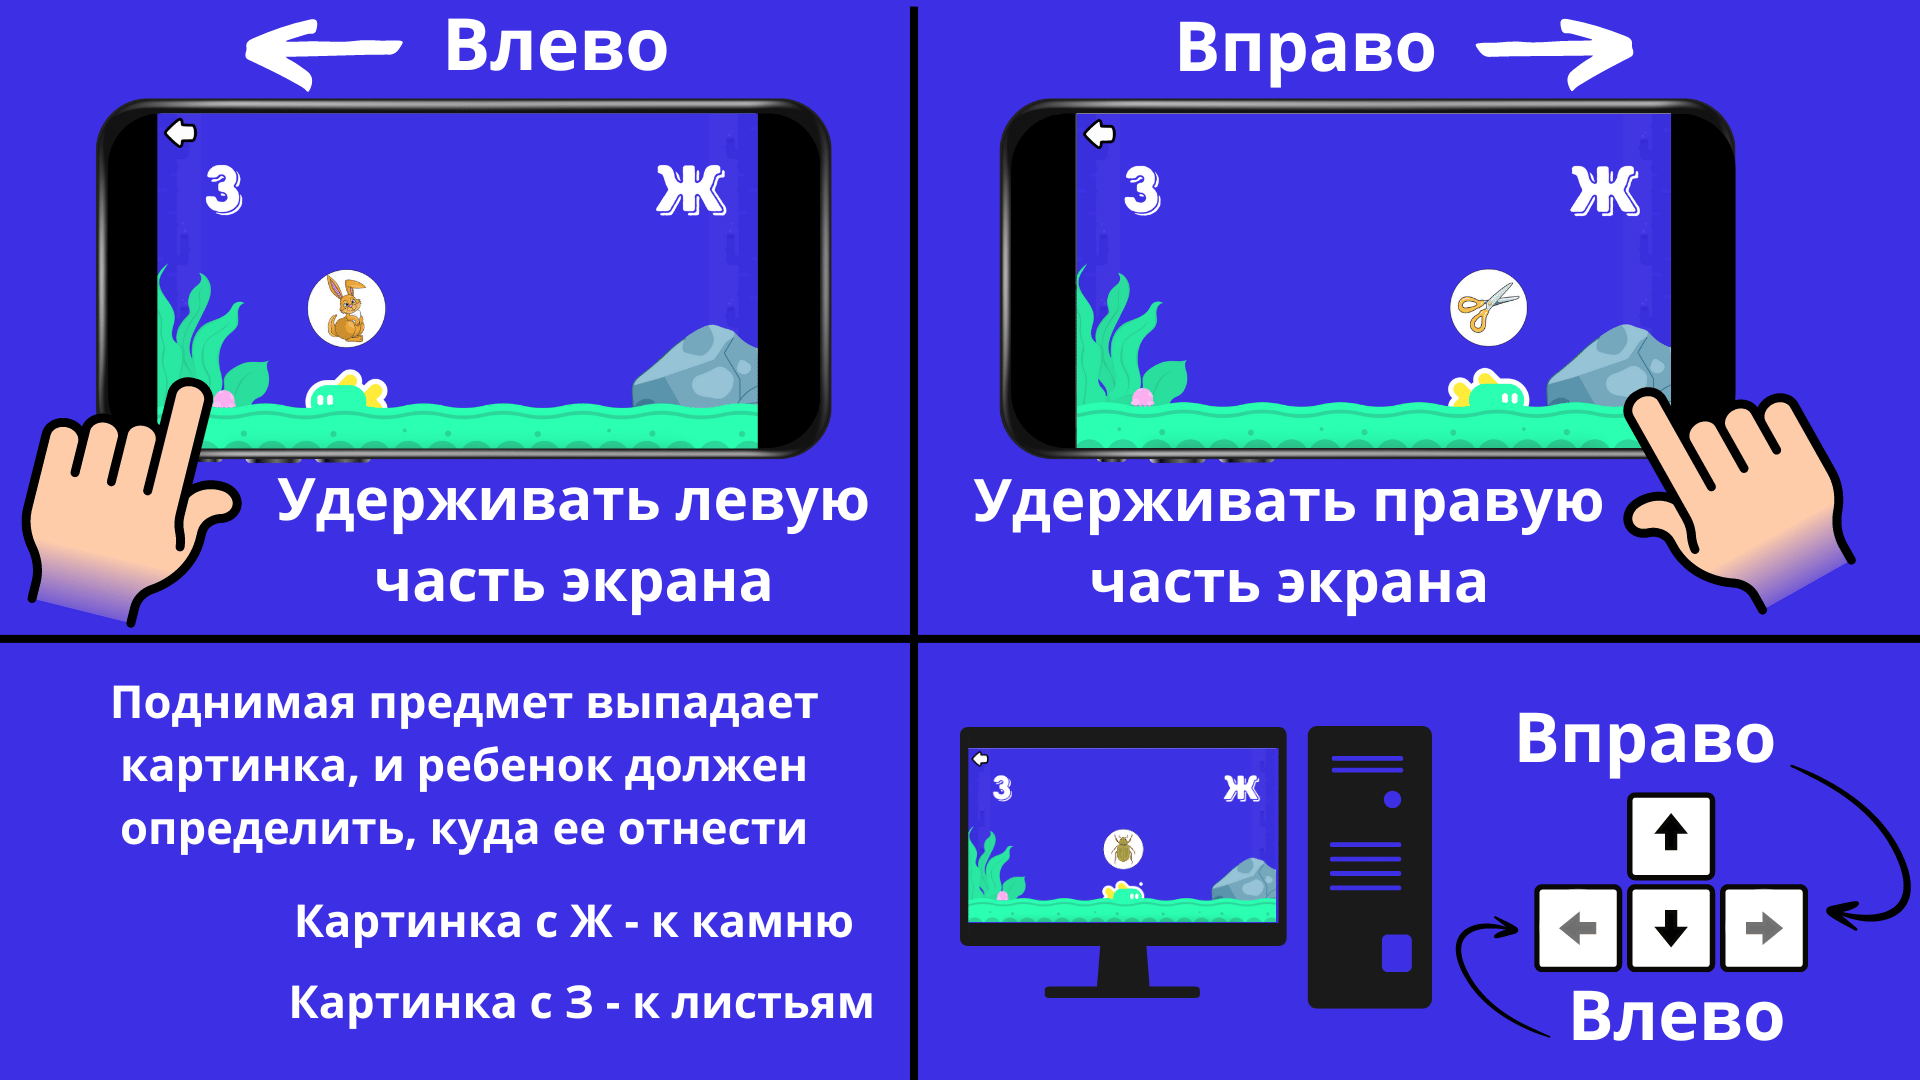 Влево
З Ж
Удерживать левую
часть экрана
Вправо
З Ж
Удерживать правую
часть экрана
Поднимая предмет выпадает
картинка, и ребенок должен
определить, куда ее отнести
Картинка с Ж - к камню
Картинка с З - к листьям
З Ж
Вправо
Влево